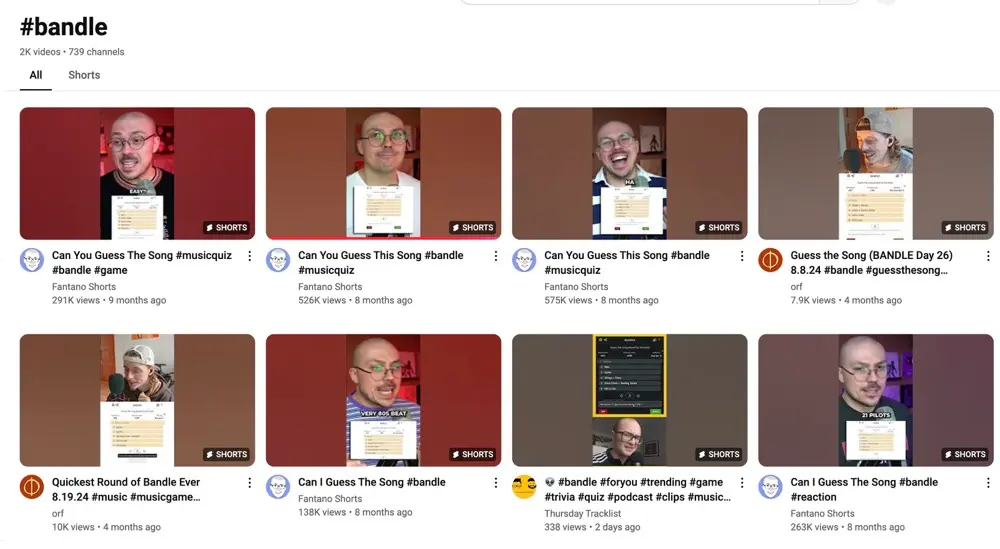 #bandle
2K videos • 739 channels
All Shorts
EASY
SHORTS
SHORTS
HA
SHORTS
SHORTS
Can You Guess The Song #musicquiz
#bandle #game
Fantano Shorts
291K views • 9 months ago
Can You Guess This Song #bandle
#musicquiz
Fantano Shorts
526K views • 8 months ago
Can You Guess This Song #bandle
#musicquiz
Fantano Shorts
575K views • 8 months ago
Guess the Song (BANDLE Day 26)
8.8.24 #bandle #guessthesong...
orf
7.9K views • 4 months ago
SHORTS
VERY 80S BEAT
SHORTS
SHORTS
21 PILOTS
SHORTS
Quickest Round of Bandle Ever
8.19.24 #music #musicgame...
orf
10K views • 4 months ago
Can I Guess The Song #bandle
Fantano Shorts
138K views • 8 months ago
👽 #bandle #foryou #trending #game
#trivia #quiz #podcast #clips #music...
Thursday Tracklist
338 views • 2 days ago
Can I Guess The Song #bandle
#reaction
Fantano Shorts
263K views • 8 months ago